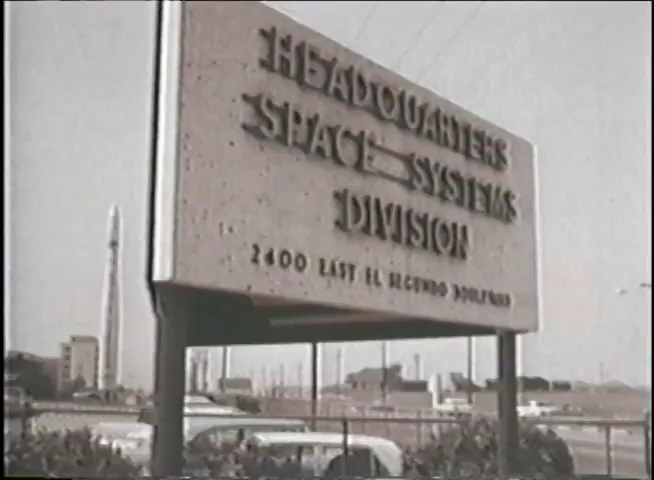 HEADQUARTERS
SPACE SYSTEMS
DIVISION
2400 EAST EL SEGUNDO BOULEVARD